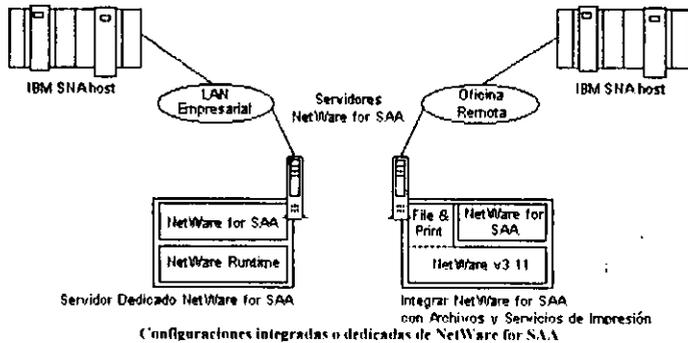 IBM SNA host
IBM SNA host
LAN
Empresarial
Servidores
NetWare for SAA
Oficina
Remota
NetWare for SAA
NetWare Runtime
File &
Print
NetWare for
SAA
NetWare v3 11
Servidor Dedicado NetWare for SAA
Integrar NetWare for SAA
con Archivos y Servicios de Impresión
Configuraciones integradas o dedicadas de NetWare for SAA